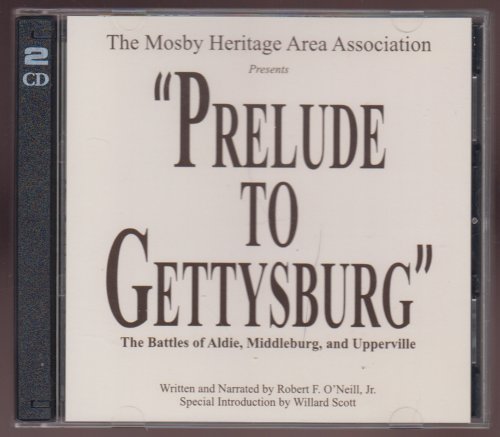 2
CD
The Mosby Heritage Area Association
Presents
"PRELUDE
TO
GETTYSBURG"
The Battles of Aldie, Middleburg, and Upperville
Written and Narrated by Robert F. O'Neill, Jr.
Special Introduction by Willard Scott